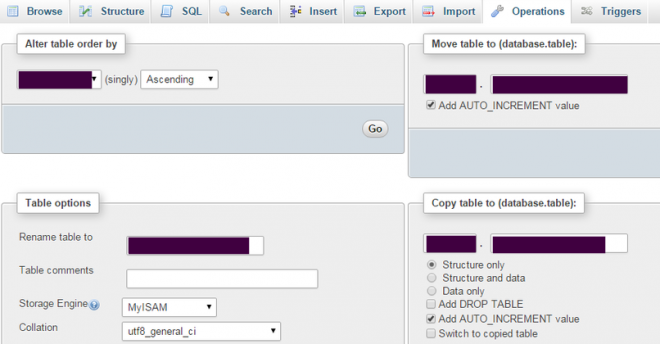 Browse Structure SQL Search Insert Export Import Operations Triggers
Alter table order by
(singly) Ascending
Go
Move table to (database.table):
.
Add AUTO_INCREMENT value
Table options
Rename table to
Table comments
Storage Engine MyISAM
Collation utf8_general_ci
Copy table to (database.table):
.
Structure only
Structure and data
Data only
Add DROP TABLE
Add AUTO_INCREMENT value
Switch to copied table